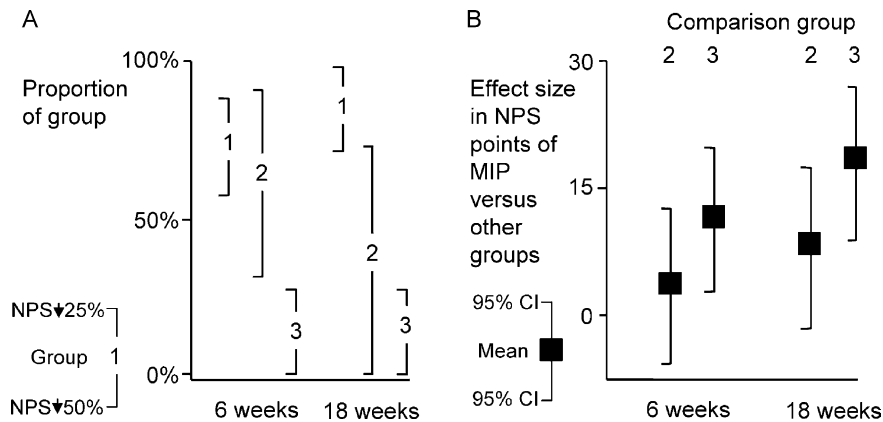 A
100%
Proportion
of group
50%
0%
1
2
3
1
2
3
NPS🠟25%
Group 1
NPS🠟50%
6 weeks 18 weeks
B
Comparison group
2 3 2 3
30
15
0
Effect size
in NPS
points of
MIP
versus
other
groups
95% CI
Mean
95% CI
6 weeks 18 weeks